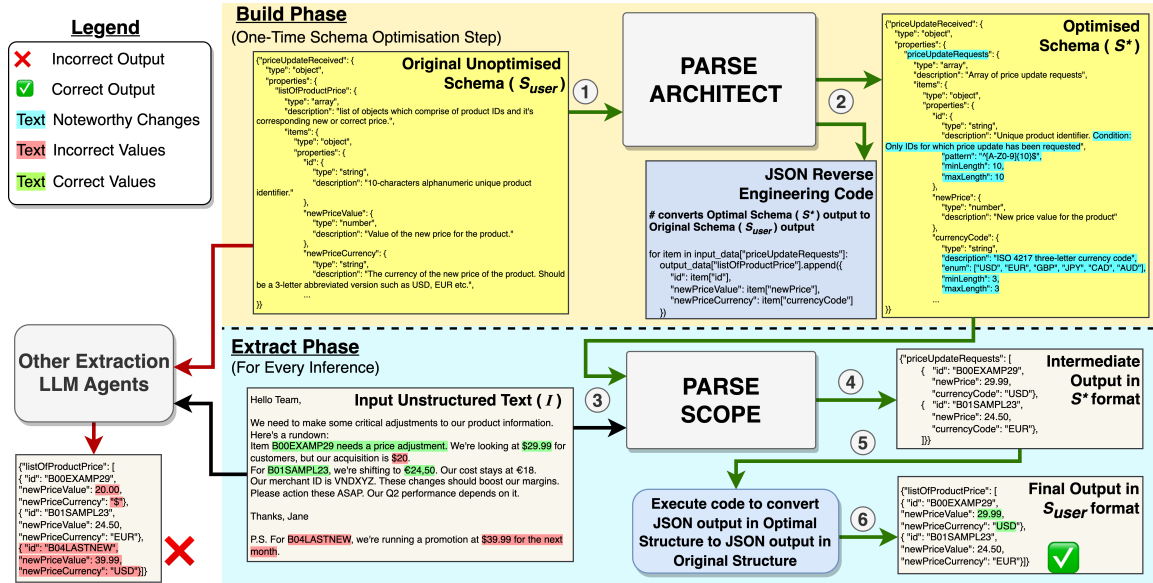 Legend
Incorrect Output
Correct Output
Text Noteworthy Changes
Text Incorrect Values
Text Correct Values
Build Phase
(One-Time Schema Optimisation Step)
Original Unoptimised
Schema ( Suser )
{"priceUpdateReceived": {
"type": "object",
"properties": {
"listOfProductPrice": {
"type": "array",
"description": "list of objects which comprise of product IDs and it's
corresponding new or correct price.",
"items": {
"type": "object",
"properties": {
"id": {
"type": "string",
"description": "10-characters alphanumeric unique product
identifier."
},
"newPriceValue": {
"type": "number",
"description": "Value of the new price for the product."
},
"newPriceCurrency": {
"type": "string",
"description": "The currency of the new price of the product. Should
be a 3-letter abbreviated version such as USD, EUR etc.",
...
}}
1
PARSE
ARCHITECT
2
JSON Reverse
Engineering Code
# converts Optimal Schema ( S* ) output to
Original Schema ( Suser ) output
for item in input_data["priceUpdateRequests"]:
output_data["listOfProductPrice"].append({
"id": item["id"],
"newPriceValue": item["newPrice"],
"newPriceCurrency": item["currencyCode"]
})
Optimised
Schema ( S* )
{"priceUpdateReceived": {
"type": "object",
"properties": {
"priceUpdateRequests": {
"type": "array",
"description": "Array of price update requests",
"items": {
"type": "object",
"properties": {
"id": {
"type": "string",
"description": "Unique product identifier. Condition:
Only IDs for which price update has been requested",
"pattern": "^[A-Z0-9]{10}$",
"minLength": 10,
"maxLength": 10
},
"newPrice": {
"type": "number",
"description": "New price value for the product"
},
"currencyCode": {
"type": "string",
"description": "ISO 4217 three-letter currency code",
"enum": ["USD", "EUR", "GBP", "JPY", "CAD", "AUD"],
"minLength": 3,
"maxLength": 3
...
}}
Extract Phase
(For Every Inference)
Other Extraction
LLM Agents
{"listOfProductPrice": [
{ "id": "B00EXAMP29",
"newPriceValue": 20.00,
"newPriceCurrency": "$"},
{ "id": "B01SAMPL23",
"newPriceValue": 24.50,
"newPriceCurrency": "EUR"},
{ "id": "B04LASTNEW",
"newPriceValue": 39.99,
"newPriceCurrency": "USD"}]}
Input Unstructured Text ( I )
Hello Team,
We need to make some critical adjustments to our product information.
Here's a rundown:
Item B00EXAMP29 needs a price adjustment. We're looking at $29.99 for
customers, but our acquisition is $20.
For B01SAMPL23, we're shifting to €24,50. Our cost stays at €18.
Our merchant ID is VNDXYZ. These changes should boost our margins.
Please action these ASAP. Our Q2 performance depends on it.
Thanks, Jane
P.S. For B04LASTNEW, we're running a promotion at $39.99 for the next
month.
3
PARSE
SCOPE
4
Intermediate
Output in
S* format
{"priceUpdateRequests": [
{ "id": "B00EXAMP29",
"newPrice": 29.99,
"currencyCode": "USD"},
{ "id": "B01SAMPL23",
"newPrice": 24.50,
"currencyCode": "EUR"},
]}}
5
Execute code to convert
JSON output in Optimal
Structure to JSON output in
Original Structure
6
Final Output in
Suser format
{"listOfProductPrice": [
{ "id": "B00EXAMP29",
"newPriceValue": 29.99,
"newPriceCurrency": "USD"},
{ "id": "B01SAMPL23",
"newPriceValue": 24.50,
"newPriceCurrency": "EUR"}]}